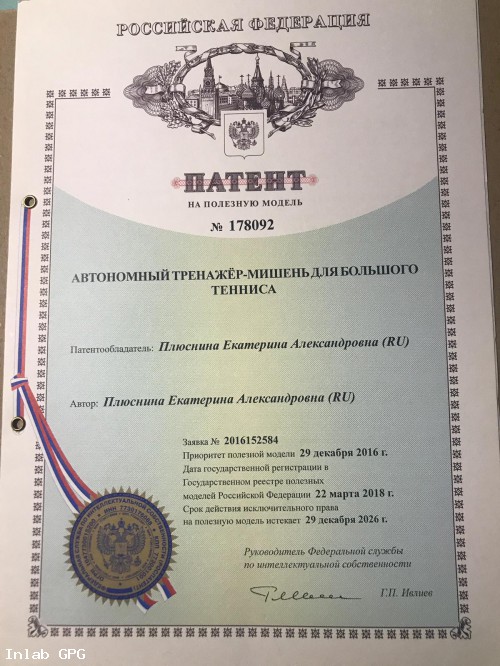 РОССИЙСКАЯ ФЕДЕРАЦИЯ
ПАТЕНТ
НА ПОЛЕЗНУЮ МОДЕЛЬ
№ 178092
АВТОНОМНЫЙ ТРЕНАЖЁР-МИШЕНЬ ДЛЯ БОЛЬШОГО
ТЕННИСА
Патентообладатель: Плюснина Екатерина Александровна (RU)
Автор: Плюснина Екатерина Александровна (RU)
Заявка № 2016152584
Приоритет полезной модели 29 декабря 2016 г.
Дата государственной регистрации в
Государственном реестре полезных
моделей Российской Федерации 22 марта 2018 г.
Срок действия исключительного права
на полезную модель истекает 29 декабря 2026 г.
Руководитель Федеральной службы
по интеллектуальной собственности
Г.П. Ивлиев
Inlab GPG